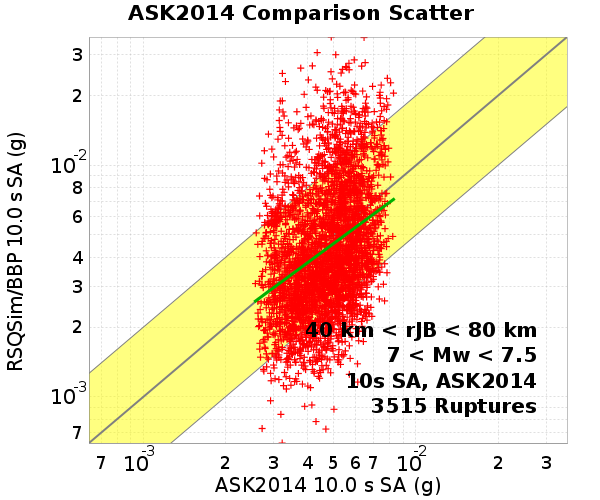 ASK2014 Comparison Scatter
RSQSim/BBP 10.0 s SA (g)
3
2
10-2
8
6
4
3
2
10-3
7
40 km < rJB < 80 km
7 < Mw < 7.5
10s SA, ASK2014
3515 Ruptures
7 10-3 2 3 4 5 6 7 10-2 2 3
ASK2014 10.0 s SA (g)